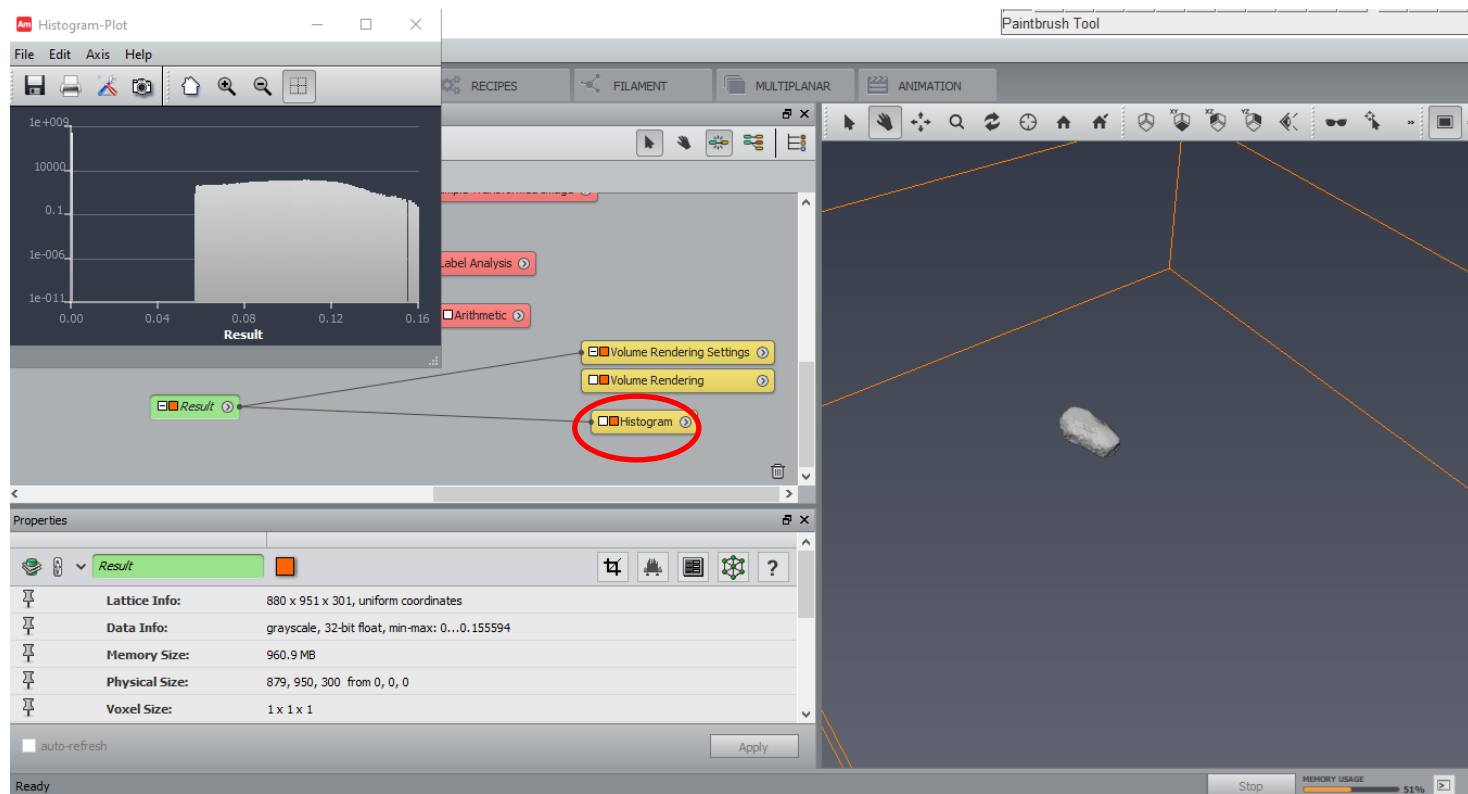 Am Histogram-Plot
Paintbrush Tool
File Edit Axis Help
RECIPES FILAMENT MULTIPLANAR ANIMATION
1e+009
10000
0.1
1e-006
1e-011
0.00 0.04 0.08 0.12 0.16
Result
Label Analysis
Arithmetic
Volume Rendering Settings
Volume Rendering
Result
Histogram
Properties
Result
?
Lattice Info: 880 x 951 x 301, uniform coordinates
Data Info: grayscale, 32-bit float, min-max: 0...0.155594
Memory Size: 960.9 MB
Physical Size: 879, 950, 300 from 0, 0, 0
Voxel Size: 1 x 1 x 1
auto-refresh Apply
Ready Stop MEMORY USAGE 51%